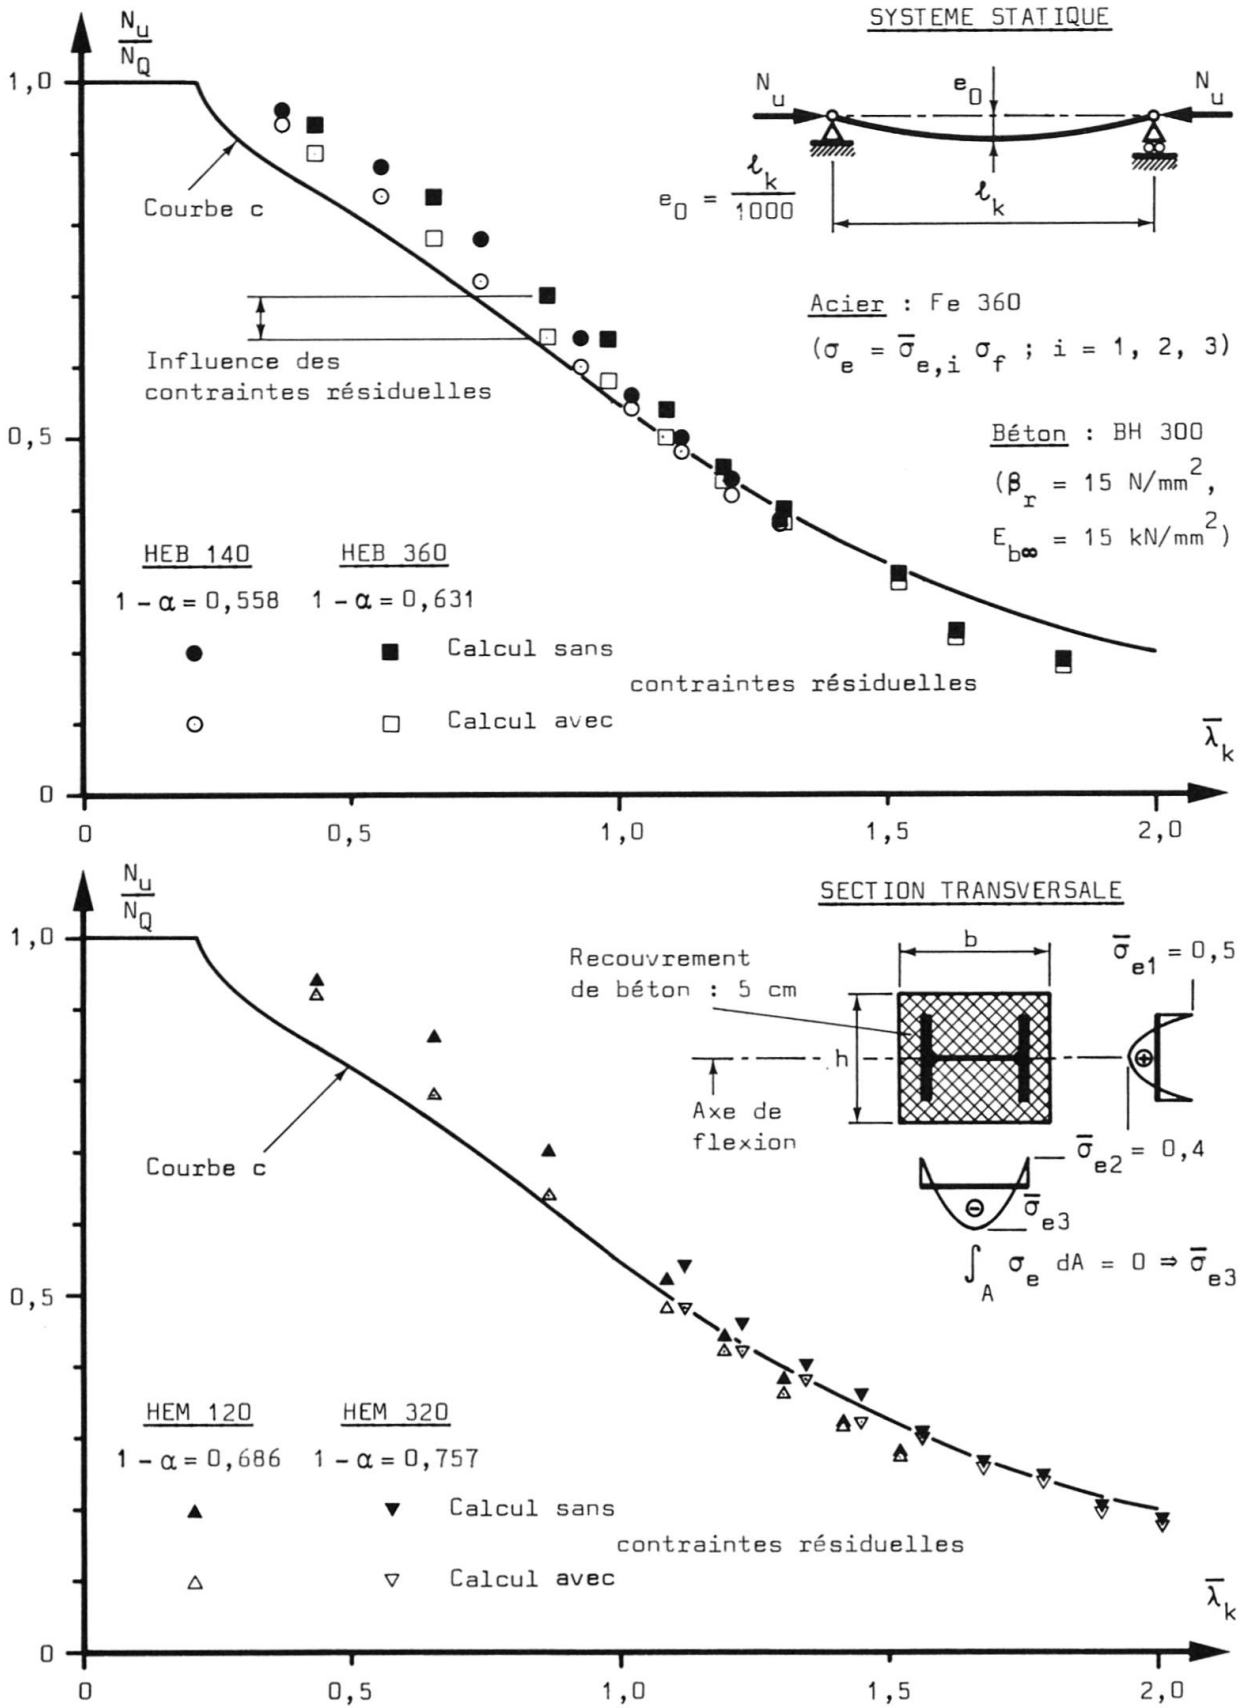 N_u
N_Q
1,0
Courbe c
Influence des
contraintes résiduelles
0,5
HEB 140 HEB 360
1 - α = 0,558 1 - α = 0,631
Calcul sans
contraintes résiduelles
Calcul avec
0
0 0,5 1,0 1,5 2,0
λ̅_k
SYSTEME STATIQUE
N_u e_0 N_u
e_0 = ℓ_k / 1000
ℓ_k
Acier : Fe 360
(σ_e = σ̅_e,i σ_f ; i = 1, 2, 3)
Béton : BH 300
(β_r = 15 N/mm²,
E_b∞ = 15 kN/mm²)
N_u
N_Q
1,0
Courbe c
0,5
HEM 120 HEM 320
1 - α = 0,686 1 - α = 0,757
Calcul sans
contraintes résiduelles
Calcul avec
0
0 0,5 1,0 1,5 2,0
λ̅_k
SECTION TRANSVERSALE
Recouvrement
de béton : 5 cm
b
h
σ̅_e1 = 0,5
+
Axe de
flexion
σ̅_e2 = 0,4
-
σ̅_e3
∫_A σ_e dA = 0 ⇒ σ̅_e3